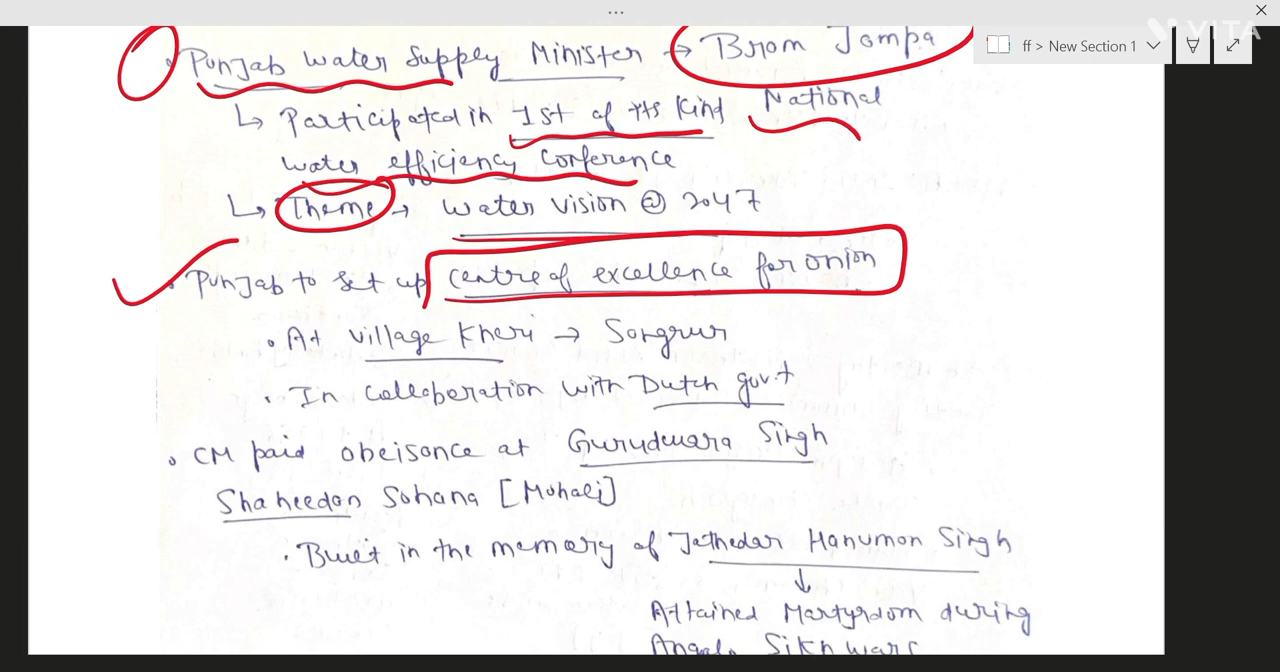 ...
VITA
ff > New Section 1
Punjab water supply Minister → Brom Jompa
↳ Participated in 1st of its Kind National
water efficiency conference
↳ Theme → water vision @ 2047
• Punjab to set up centre of excellence for onion
• At village Kheri → Sangrur
• In collaboration with Dutch gov.t
• CM paid obeisance at Gurudwara Singh
Shaheedan Sohana [Mohali]
• Built in the memory of Jathedar Hanuman Singh
↓
Attained Martyrdom during
Anglo Sikh wars